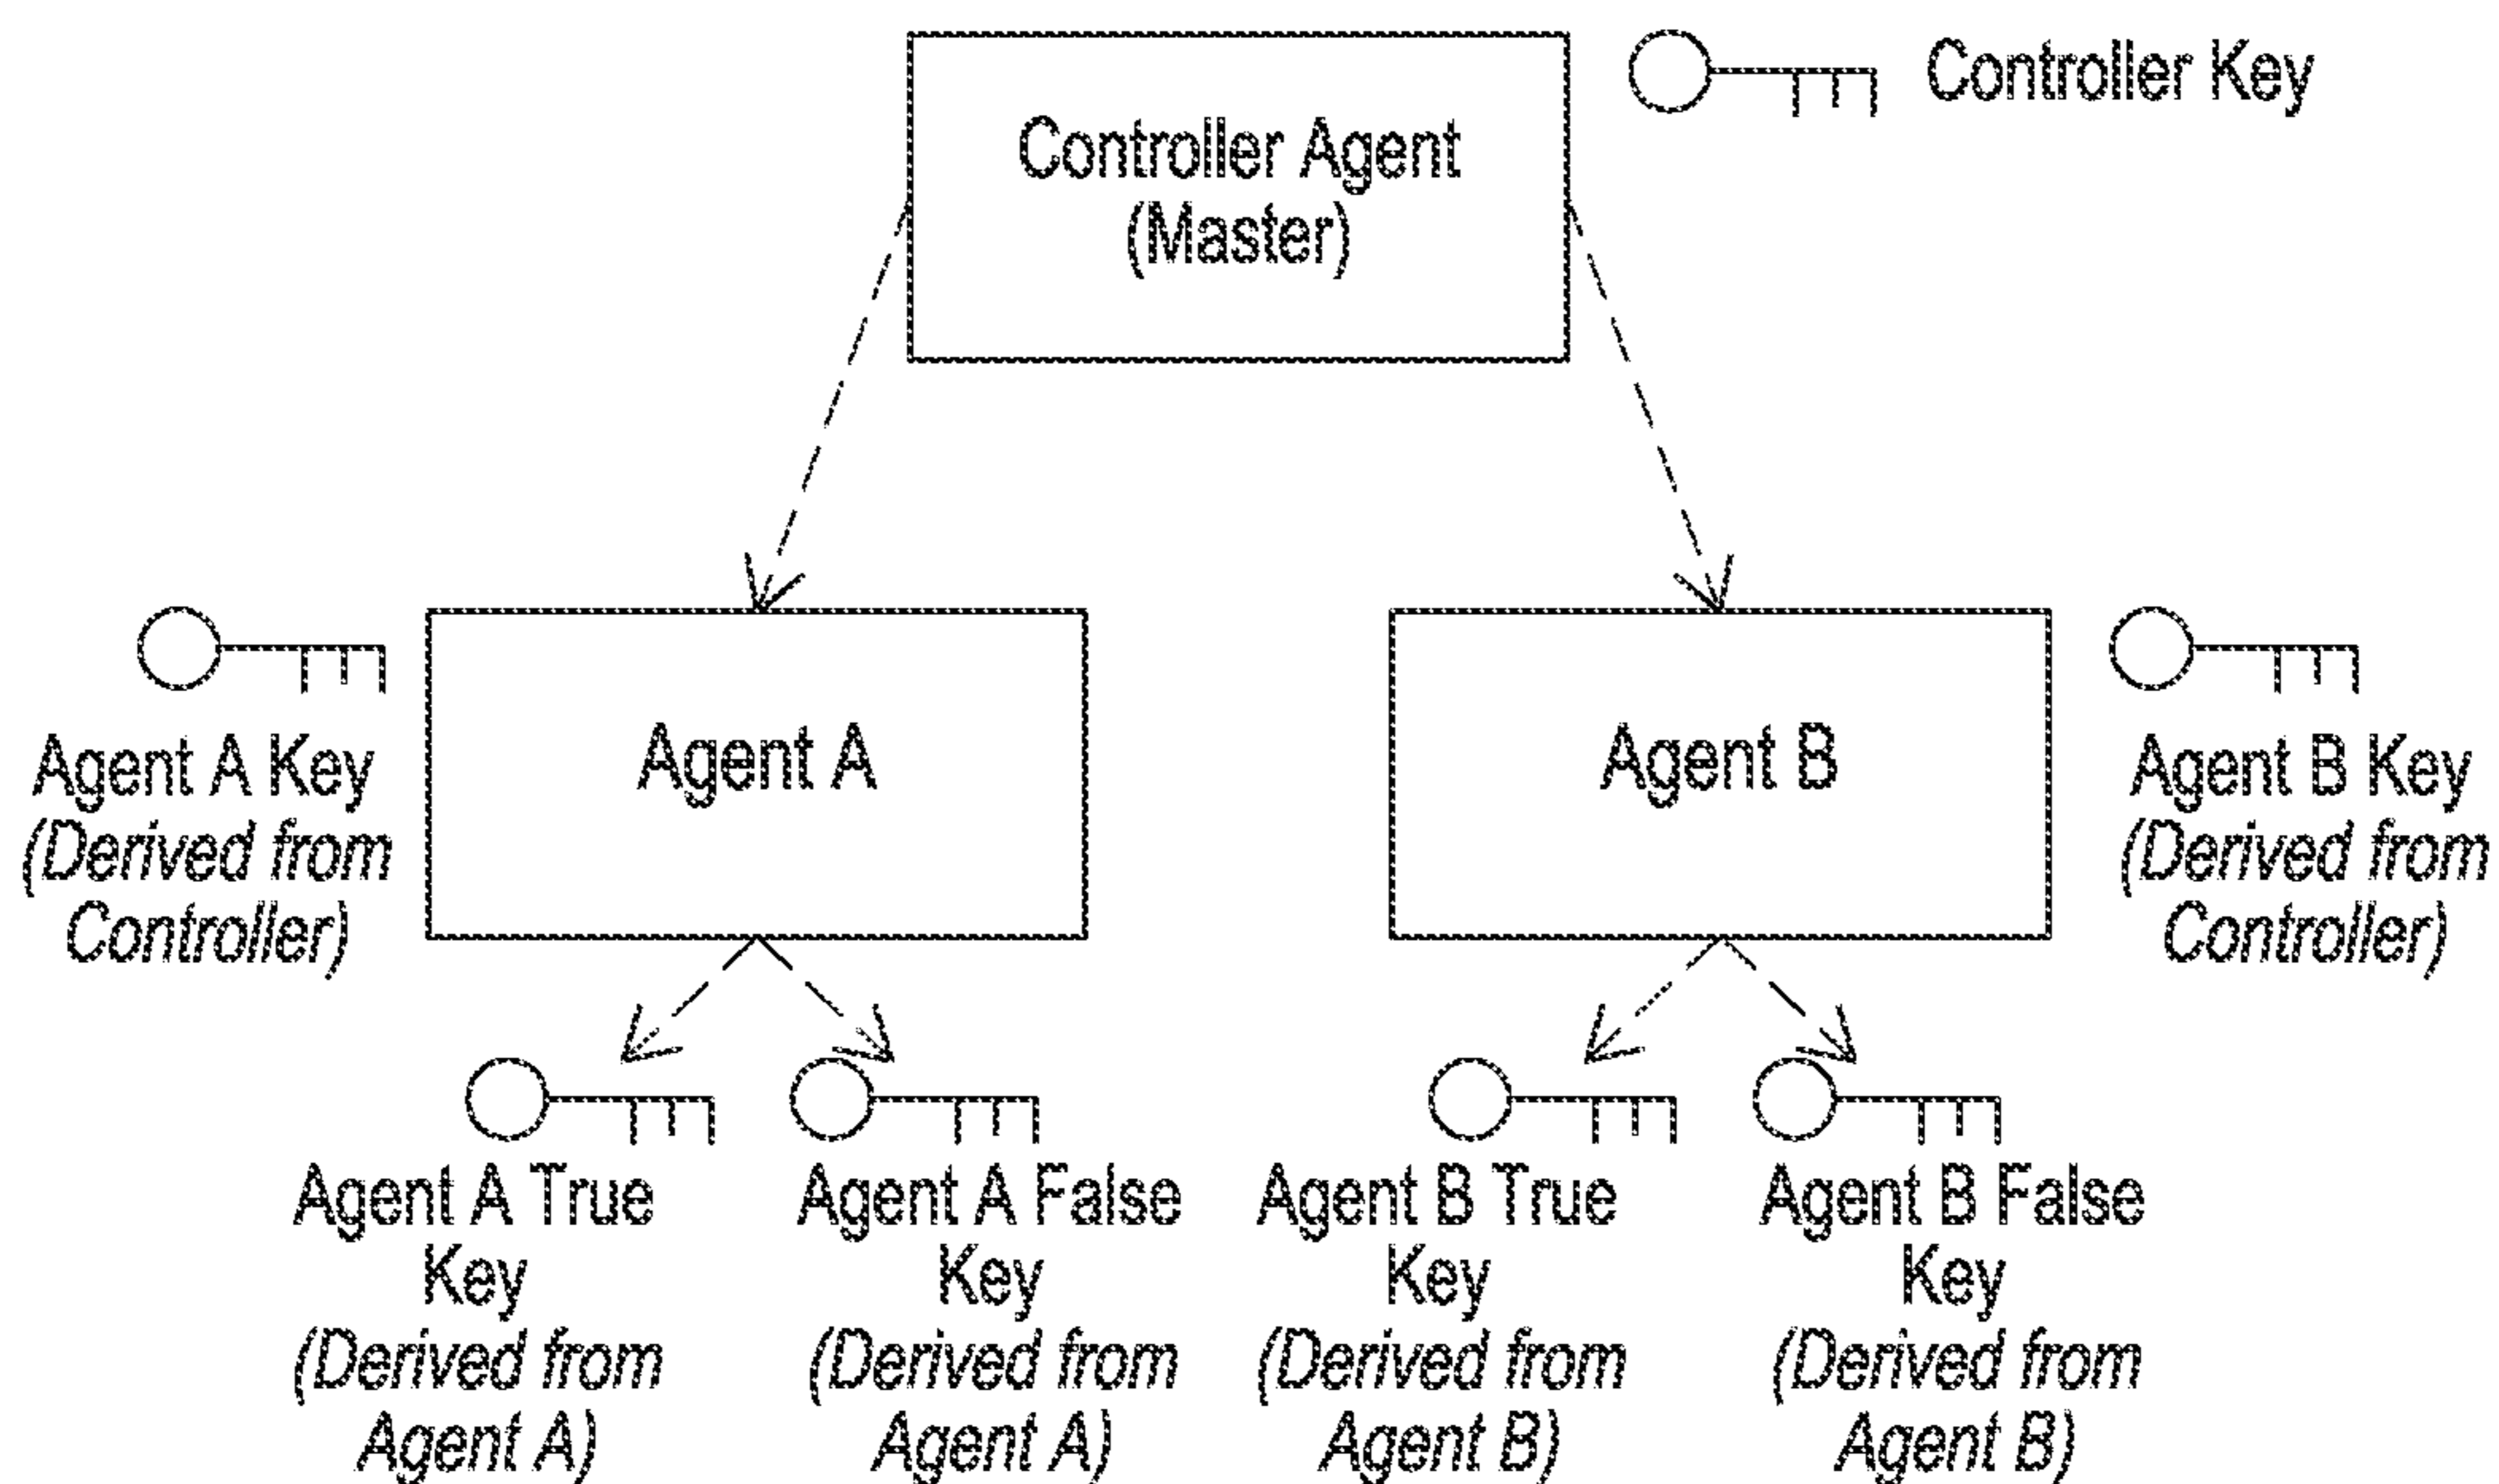 Controller Key
Controller Agent
(Master)
Agent A Key
(Derived from
Controller)
Agent A
Agent B
Agent B Key
(Derived from
Controller)
Agent A True
Key
(Derived from
Agent A)
Agent A False
Key
(Derived from
Agent A)
Agent B True
Key
(Derived from
Agent B)
Agent B False
Key
(Derived from
Agent B)